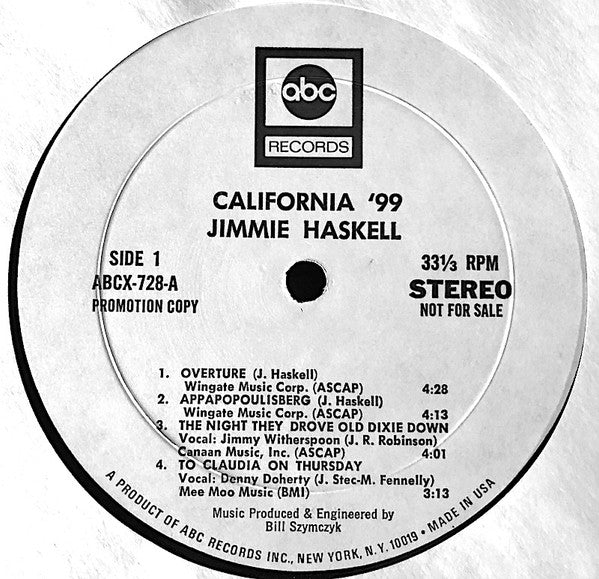 abc
RECORDS
CALIFORNIA '99
JIMMIE HASKELL
SIDE 1
ABCX-728-A
PROMOTION COPY
33⅓ RPM
STEREO
NOT FOR SALE
1. OVERTURE (J. Haskell)
Wingate Music Corp. (ASCAP) 4:28
2. APPAPOPOULISBERG (J. Haskell)
Wingate Music Corp. (ASCAP) 4:13
3. THE NIGHT THEY DROVE OLD DIXIE DOWN
Vocal: Jimmy Witherspoon (J. R. Robinson)
Canaan Music, Inc. (ASCAP) 4:01
4. TO CLAUDIA ON THURSDAY
Vocal: Denny Doherty (J. Stec-M. Fennelly)
Mee Moo Music (BMI) 3:13
Music Produced & Engineered by
Bill Szymczyk
A PRODUCT OF ABC RECORDS INC., NEW YORK, N.Y. 10019 • MADE IN USA